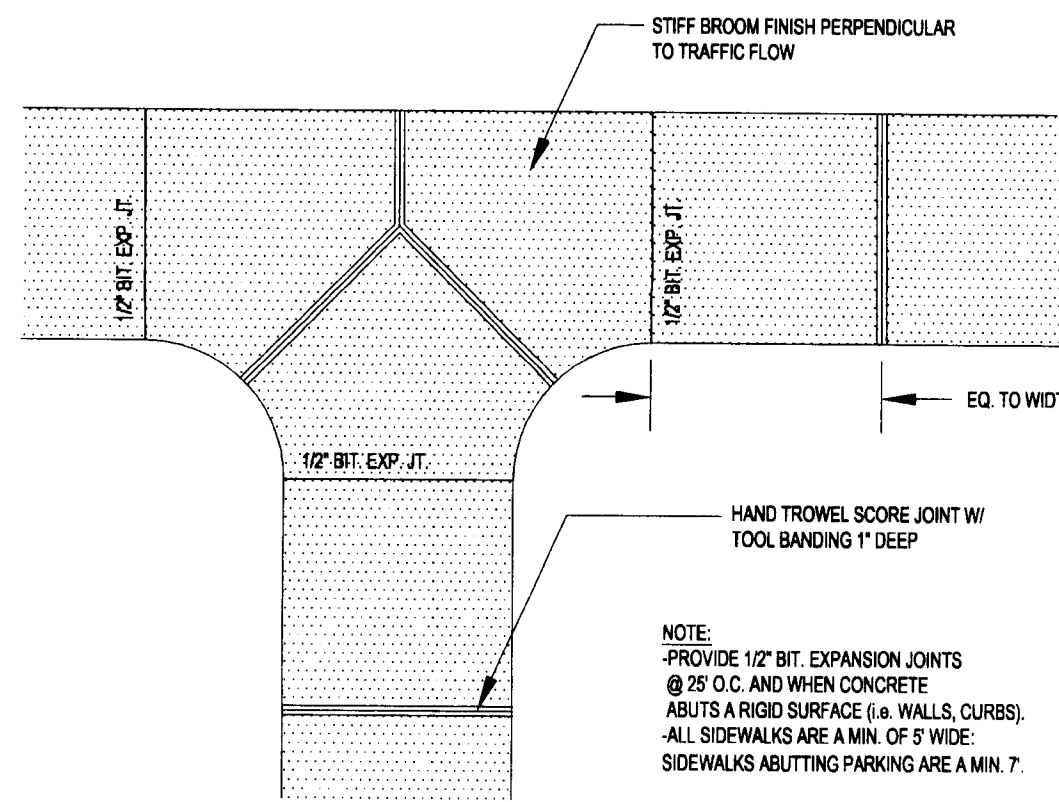 STIFF BROOM FINISH PERPENDICULAR
TO TRAFFIC FLOW
1/2" BIT. EXP. JT.
1/2" BIT. EXP. JT.
EQ. TO
1/2" BIT. EXP. JT.
HAND TROWEL SCORE JOINT W/
TOOL BANDING 1" DEEP
NOTE:
-PROVIDE 1/2" BIT. EXPANSION JOINTS
@ 25' O.C. AND WHEN CONCRETE
ABUTS A RIGID SURFACE (i.e. WALLS, CURBS).
-ALL SIDEWALKS ARE A MIN. OF 5' WIDE:
SIDEWALKS ABUTTING PARKING ARE A MIN. 7'.